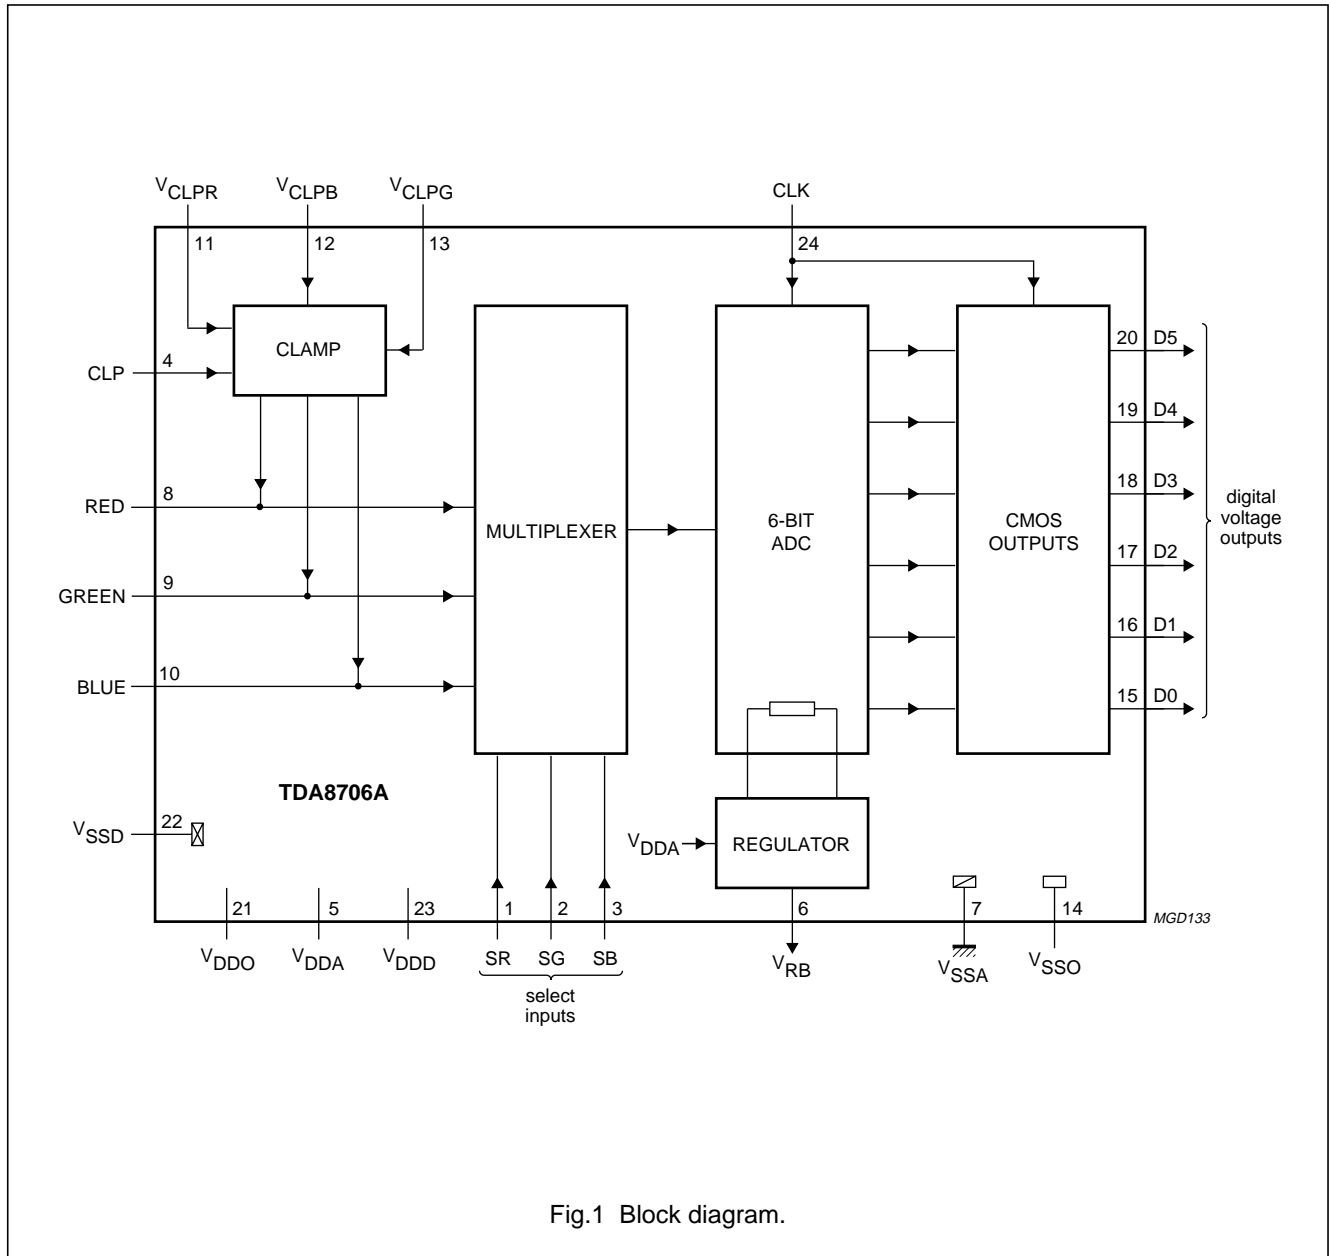 VCLPR VCLPB VCLPG CLK
11 12 13 24
CLAMP
CLP 4
RED 8
GREEN 9
BLUE 10
MULTIPLEXER
6-BIT
ADC
CMOS
OUTPUTS
20 D5
19 D4
18 D3
17 D2
16 D1
15 D0
digital
voltage
outputs
TDA8706A
VSSD 22
VDDA REGULATOR
21 5 23 1 2 3 6 7 14
MGD133
VDDO VDDA VDDD SR SG SB VRB VSSA VSSO
select
inputs
Fig.1 Block diagram.